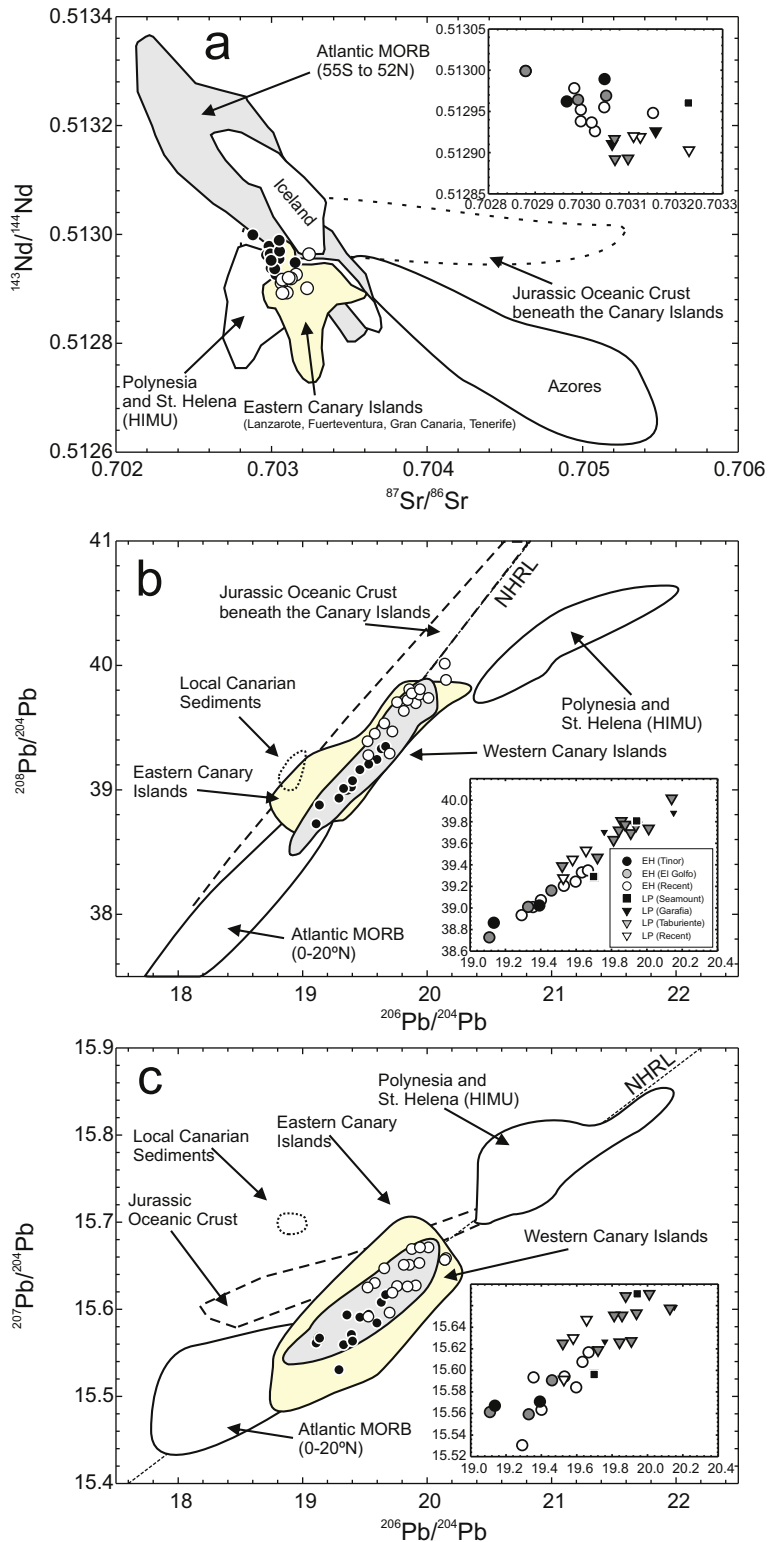 a
0.5134
0.5132
0.5130
0.5128
0.5126
143Nd/144Nd
Atlantic MORB
(55S to 52N)
Iceland
Jurassic Oceanic Crust
beneath the Canary Islands
Azores
Polynesia
and St. Helena
(HIMU)
Eastern Canary Islands
(Lanzarote, Fuerteventura, Gran Canaria, Tenerife)
0.51305
0.51300
0.51295
0.51290
0.51285
0.7028 0.7029 0.703 0.7031 0.7032 0.7033
0.702 0.703 0.704 0.705 0.706
87Sr/86Sr
b
41
40
39
38
208Pb/204Pb
Jurassic Oceanic Crust
beneath the Canary Islands
NHRL
Local Canarian
Sediments
Polynesia and
St. Helena (HIMU)
Eastern Canary
Islands
Western Canary Islands
Atlantic MORB
(0-20ºN)
40.0
39.8
39.6
39.4
39.2
39.0
38.8
38.6
EH (Tinor)
EH (El Golfo)
EH (Recent)
LP (Seamount)
LP (Garafia)
LP (Taburiente)
LP (Recent)
19.0 19.2 19.4 19.6 19.8 20.0 20.2 20.4
18 19 20 21 22
206Pb/204Pb
c
15.9
15.8
15.7
15.6
15.5
15.4
207Pb/204Pb
NHRL
Polynesia and
St. Helena (HIMU)
Eastern Canary
Islands
Local Canarian
Sediments
Jurassic
Oceanic Crust
Western Canary Islands
Atlantic MORB
(0-20ºN)
15.64
15.60
15.56
15.54
15.52
19.0 19.2 19.4 19.6 19.8 20.0 20.2 20.4
18 19 20 21 22
206Pb/204Pb